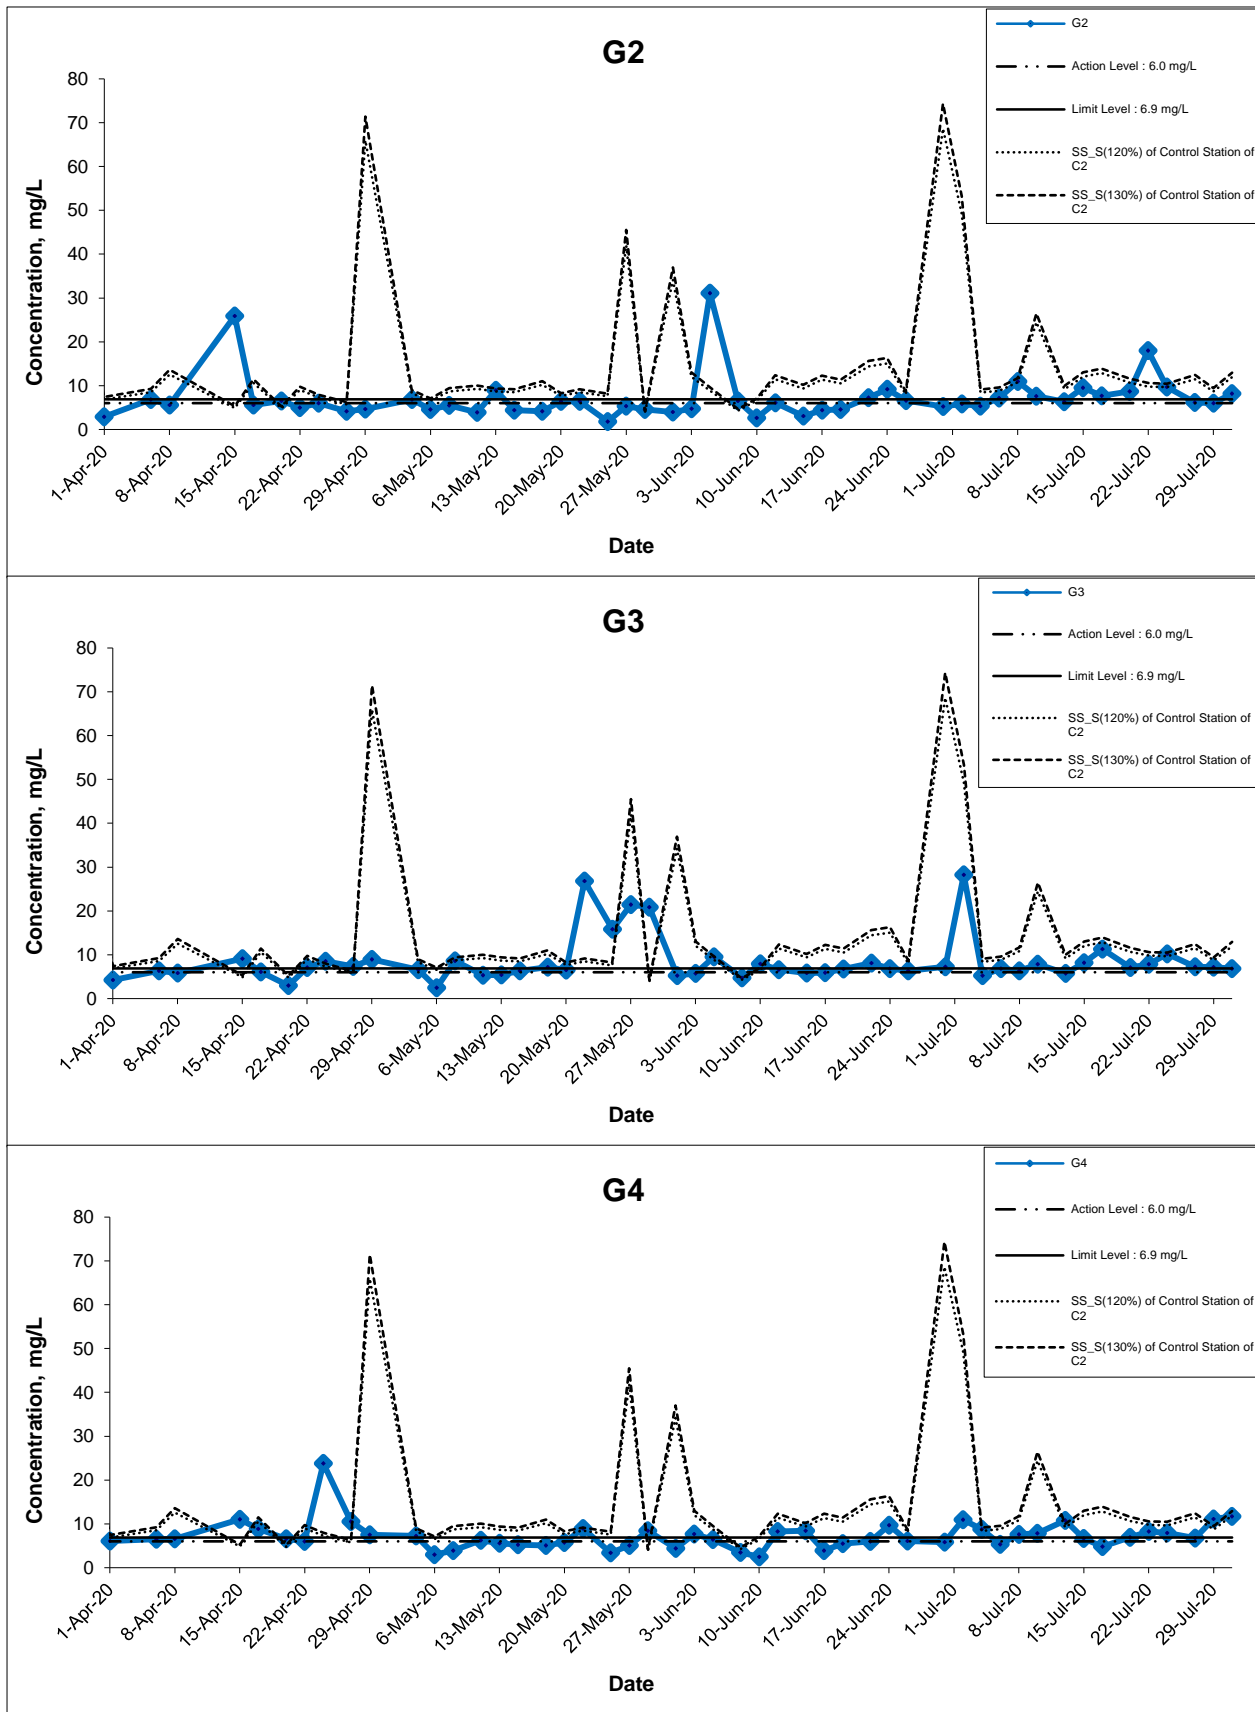 G2
G2
Action Level : 6.0 mg/L
Limit Level : 6.9 mg/L
SS_S(120%) of Control Station of
C2
SS_S(130%) of Control Station of
C2
Concentration, mg/L
80
70
60
50
40
30
20
10
0
1-Apr-20
8-Apr-20
15-Apr-20
22-Apr-20
29-Apr-20
6-May-20
13-May-20
20-May-20
27-May-20
3-Jun-20
10-Jun-20
17-Jun-20
24-Jun-20
1-Jul-20
8-Jul-20
15-Jul-20
22-Jul-20
29-Jul-20
Date
G3
G3
Action Level : 6.0 mg/L
Limit Level : 6.9 mg/L
SS_S(120%) of Control Station of
C2
SS_S(130%) of Control Station of
C2
Concentration, mg/L
80
70
60
50
40
30
20
10
0
1-Apr-20
8-Apr-20
15-Apr-20
22-Apr-20
29-Apr-20
6-May-20
13-May-20
20-May-20
27-May-20
3-Jun-20
10-Jun-20
17-Jun-20
24-Jun-20
1-Jul-20
8-Jul-20
15-Jul-20
22-Jul-20
29-Jul-20
Date
G4
G4
Action Level : 6.0 mg/L
Limit Level : 6.9 mg/L
SS_S(120%) of Control Station of
C2
SS_S(130%) of Control Station of
C2
Concentration, mg/L
80
70
60
50
40
30
20
10
0
1-Apr-20
8-Apr-20
15-Apr-20
22-Apr-20
29-Apr-20
6-May-20
13-May-20
20-May-20
27-May-20
3-Jun-20
10-Jun-20
17-Jun-20
24-Jun-20
1-Jul-20
8-Jul-20
15-Jul-20
22-Jul-20
29-Jul-20
Date